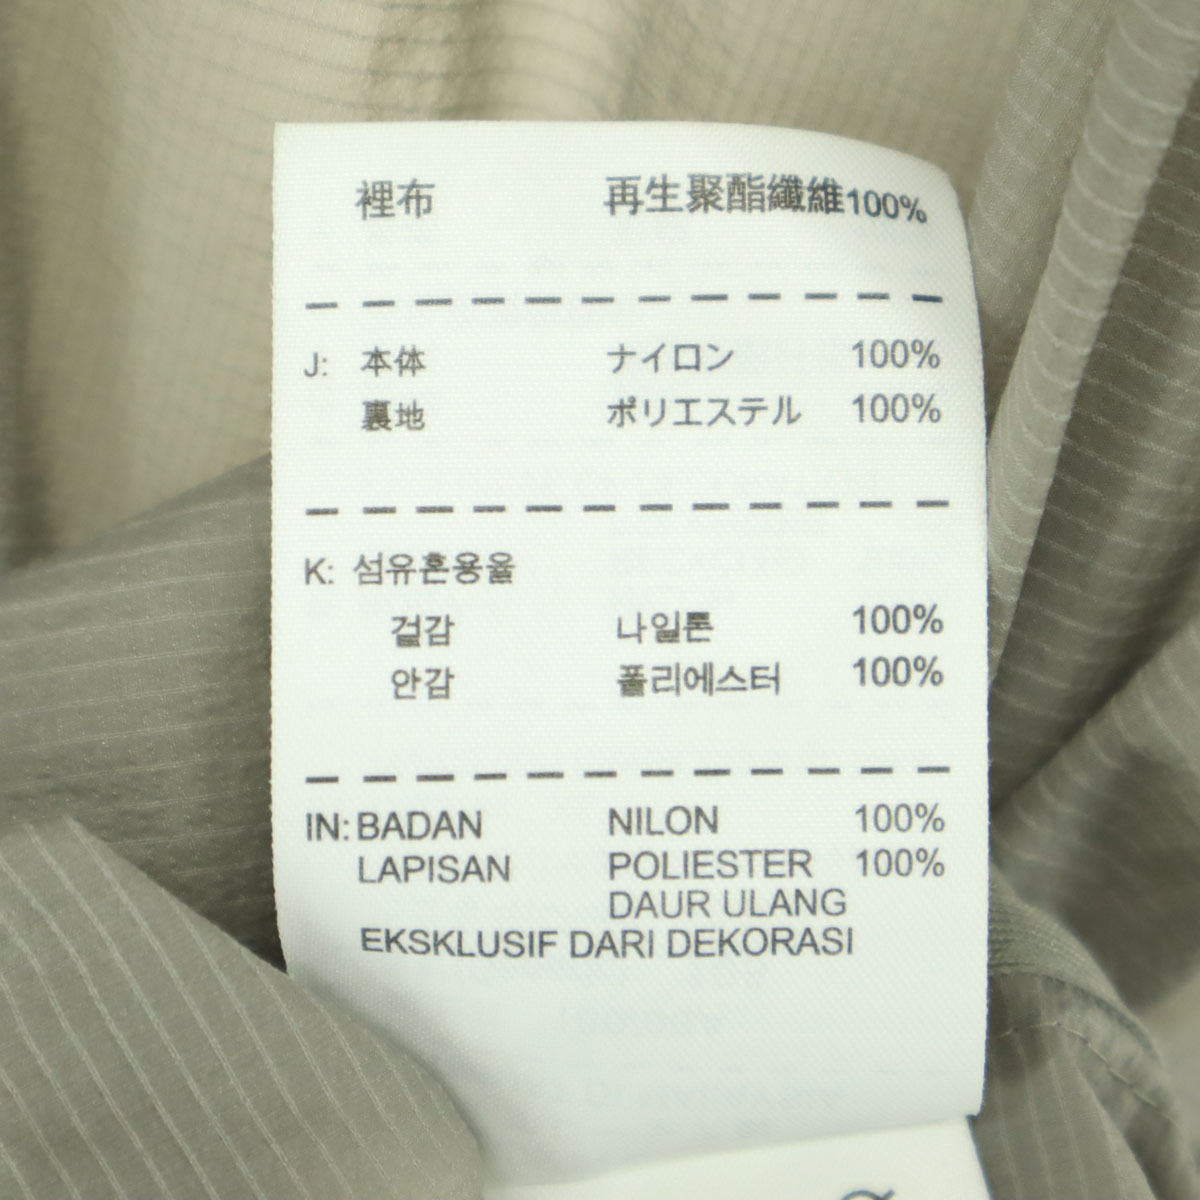 裡布 再生聚酯纖維100%
J: 本体 ナイロン 100%
裏地 ポリエステル 100%
K: 섬유혼용율
겉감 나일론 100%
안감 폴리에스터 100%
IN: BADAN NILON 100%
LAPISAN POLIESTER 100%
DAUR ULANG
EKSKLUSIF DARI DEKORASI